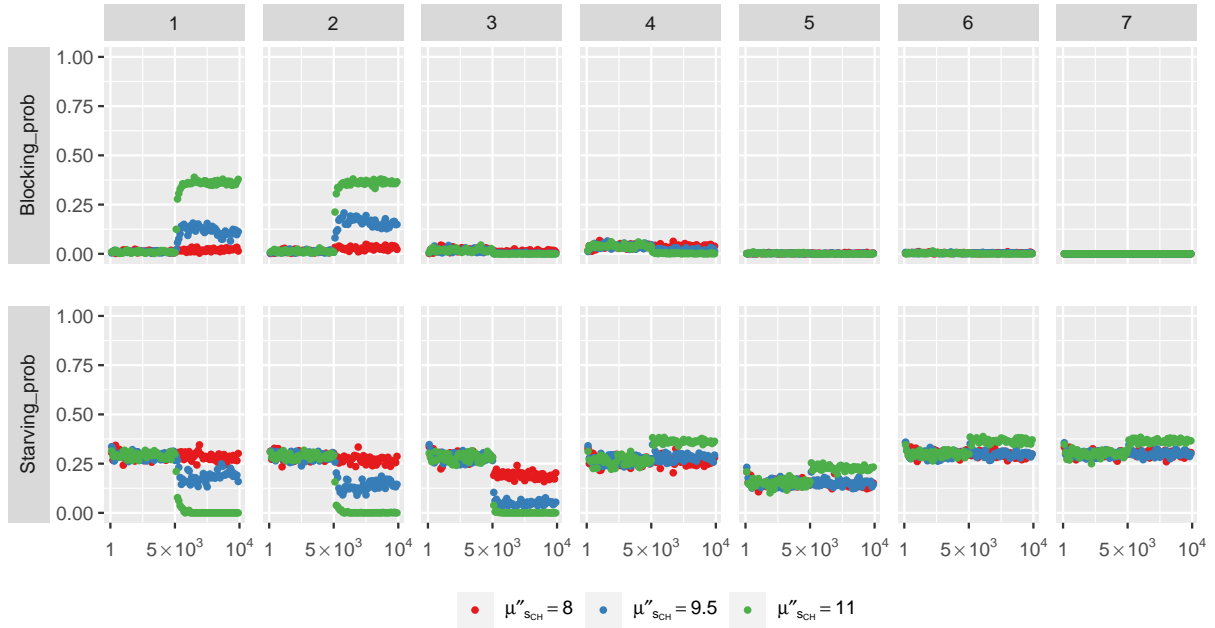 1 2 3 4 5 6 7
Blocking_prob
1.00
0.75
0.50
0.25
0.00
Starving_prob
1.00
0.75
0.50
0.25
0.00
1 5×10³ 10⁴ 1 5×10³ 10⁴ 1 5×10³ 10⁴ 1 5×10³ 10⁴ 1 5×10³ 10⁴ 1 5×10³ 10⁴ 1 5×10³ 10⁴
μ″s_CH = 8 μ″s_CH = 9.5 μ″s_CH = 11